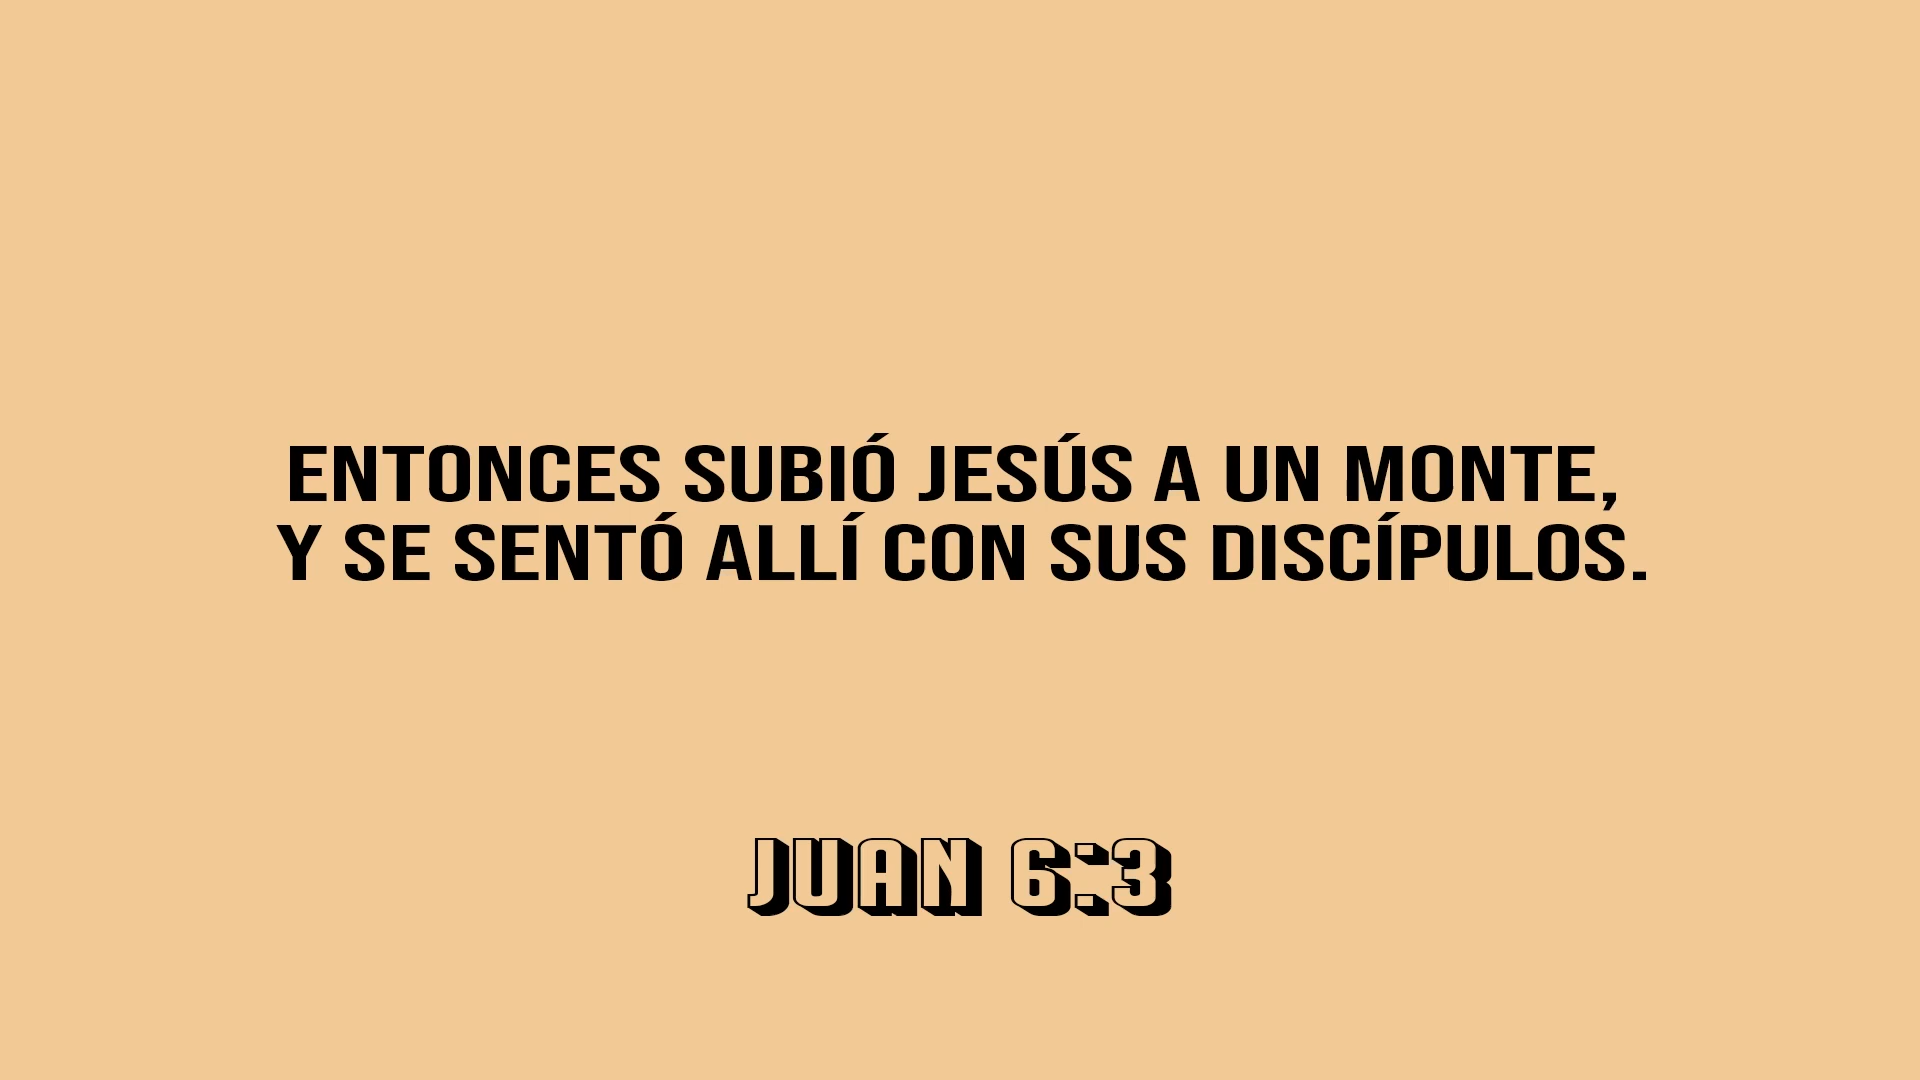 ENTONCES SUBIÓ JESÚS A UN MONTE,
Y SE SENTÓ ALLÍ CON SUS DISCÍPULOS.
JUAN 6:3